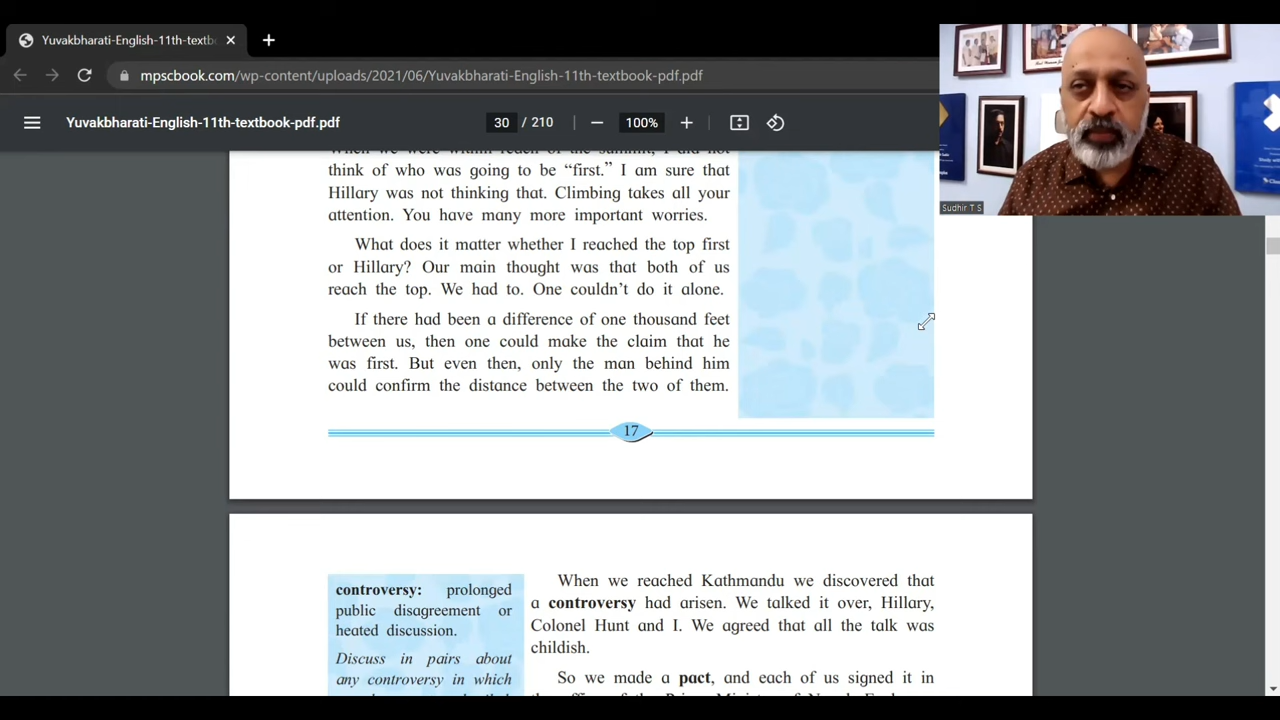 Yuvakbharati-English-11th-textb
mpscbook.com/wp-content/uploads/2021/06/Yuvakbharati-English-11th-textbook-pdf.pdf
Yuvakbharati-English-11th-textbook-pdf.pdf
30 / 210
100%
When we were within reach of the summit, I did not
think of who was going to be “first.” I am sure that
Hillary was not thinking that. Climbing takes all your
attention. You have many more important worries.
What does it matter whether I reached the top first
or Hillary? Our main thought was that both of us
reach the top. We had to. One couldn’t do it alone.
If there had been a difference of one thousand feet
between us, then one could make the claim that he
was first. But even then, only the man behind him
could confirm the distance between the two of them.
17
controversy: prolonged
public disagreement or
heated discussion.
Discuss in pairs about
any controversy in which
When we reached Kathmandu we discovered that
a controversy had arisen. We talked it over, Hillary,
Colonel Hunt and I. We agreed that all the talk was
childish.
So we made a pact, and each of us signed it in
Sudhir T S